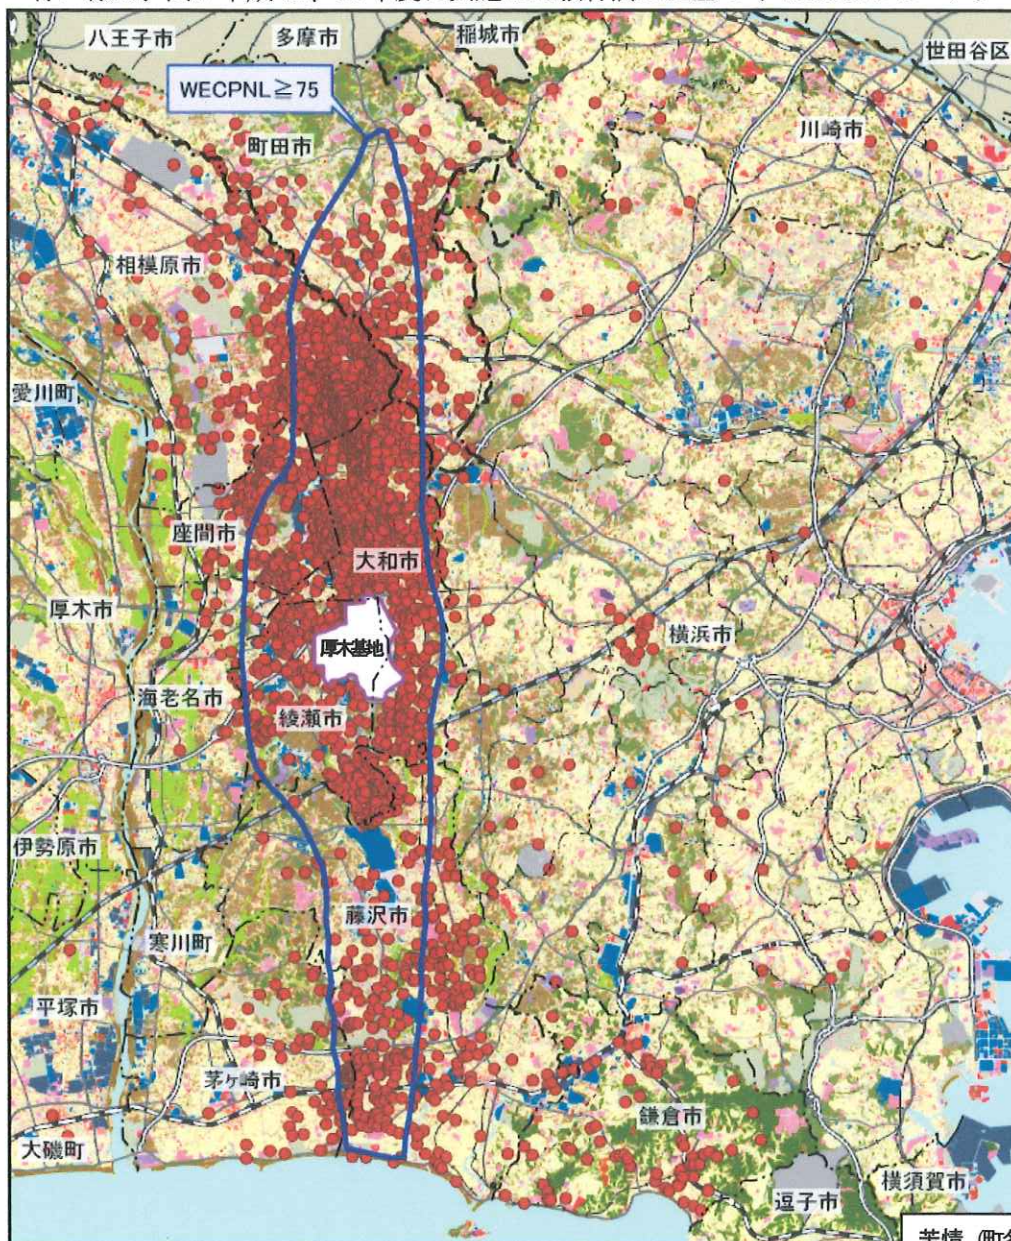 八王子市
多摩市
稲城市
世田谷区
WECPNL≧75
川崎市
町田市
相模原市
愛川町
座間市
大和市
厚木市
厚木基地
横浜市
海老名市
綾瀬市
伊勢原市
藤沢市
寒川町
平塚市
茅ヶ崎市
鎌倉市
大磯町
横須賀市
逗子市